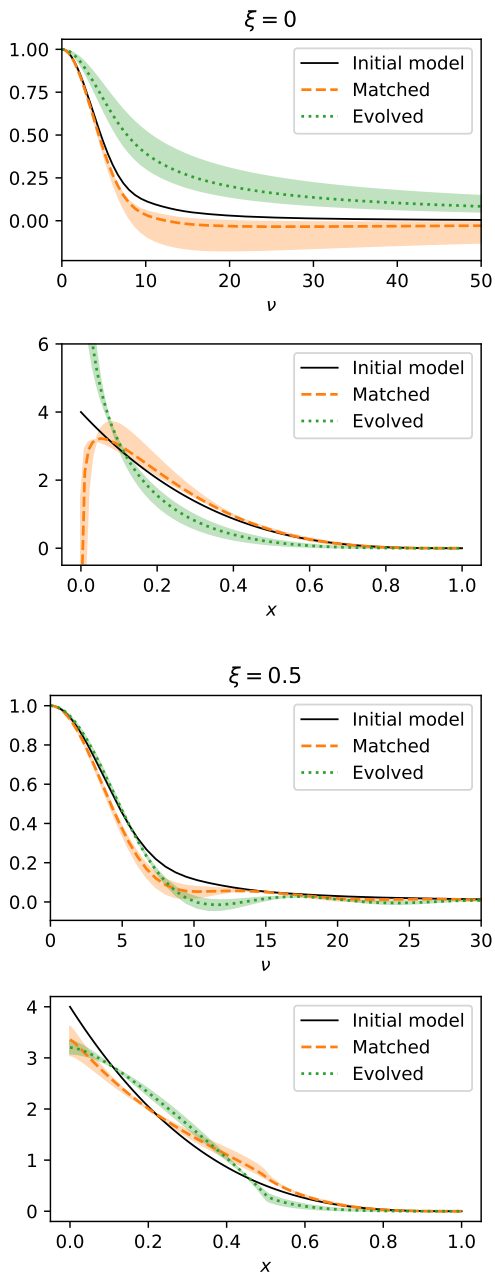 ξ = 0
1.00
0.75
0.50
0.25
0.00
Initial model
Matched
Evolved
0 10 20 30 40 50
ν
6
4
2
0
Initial model
Matched
Evolved
0.0 0.2 0.4 0.6 0.8 1.0
x
ξ = 0.5
1.0
0.8
0.6
0.4
0.2
0.0
Initial model
Matched
Evolved
0 5 10 15 20 25 30
ν
4
3
2
1
0
Initial model
Matched
Evolved
0.0 0.2 0.4 0.6 0.8 1.0
x